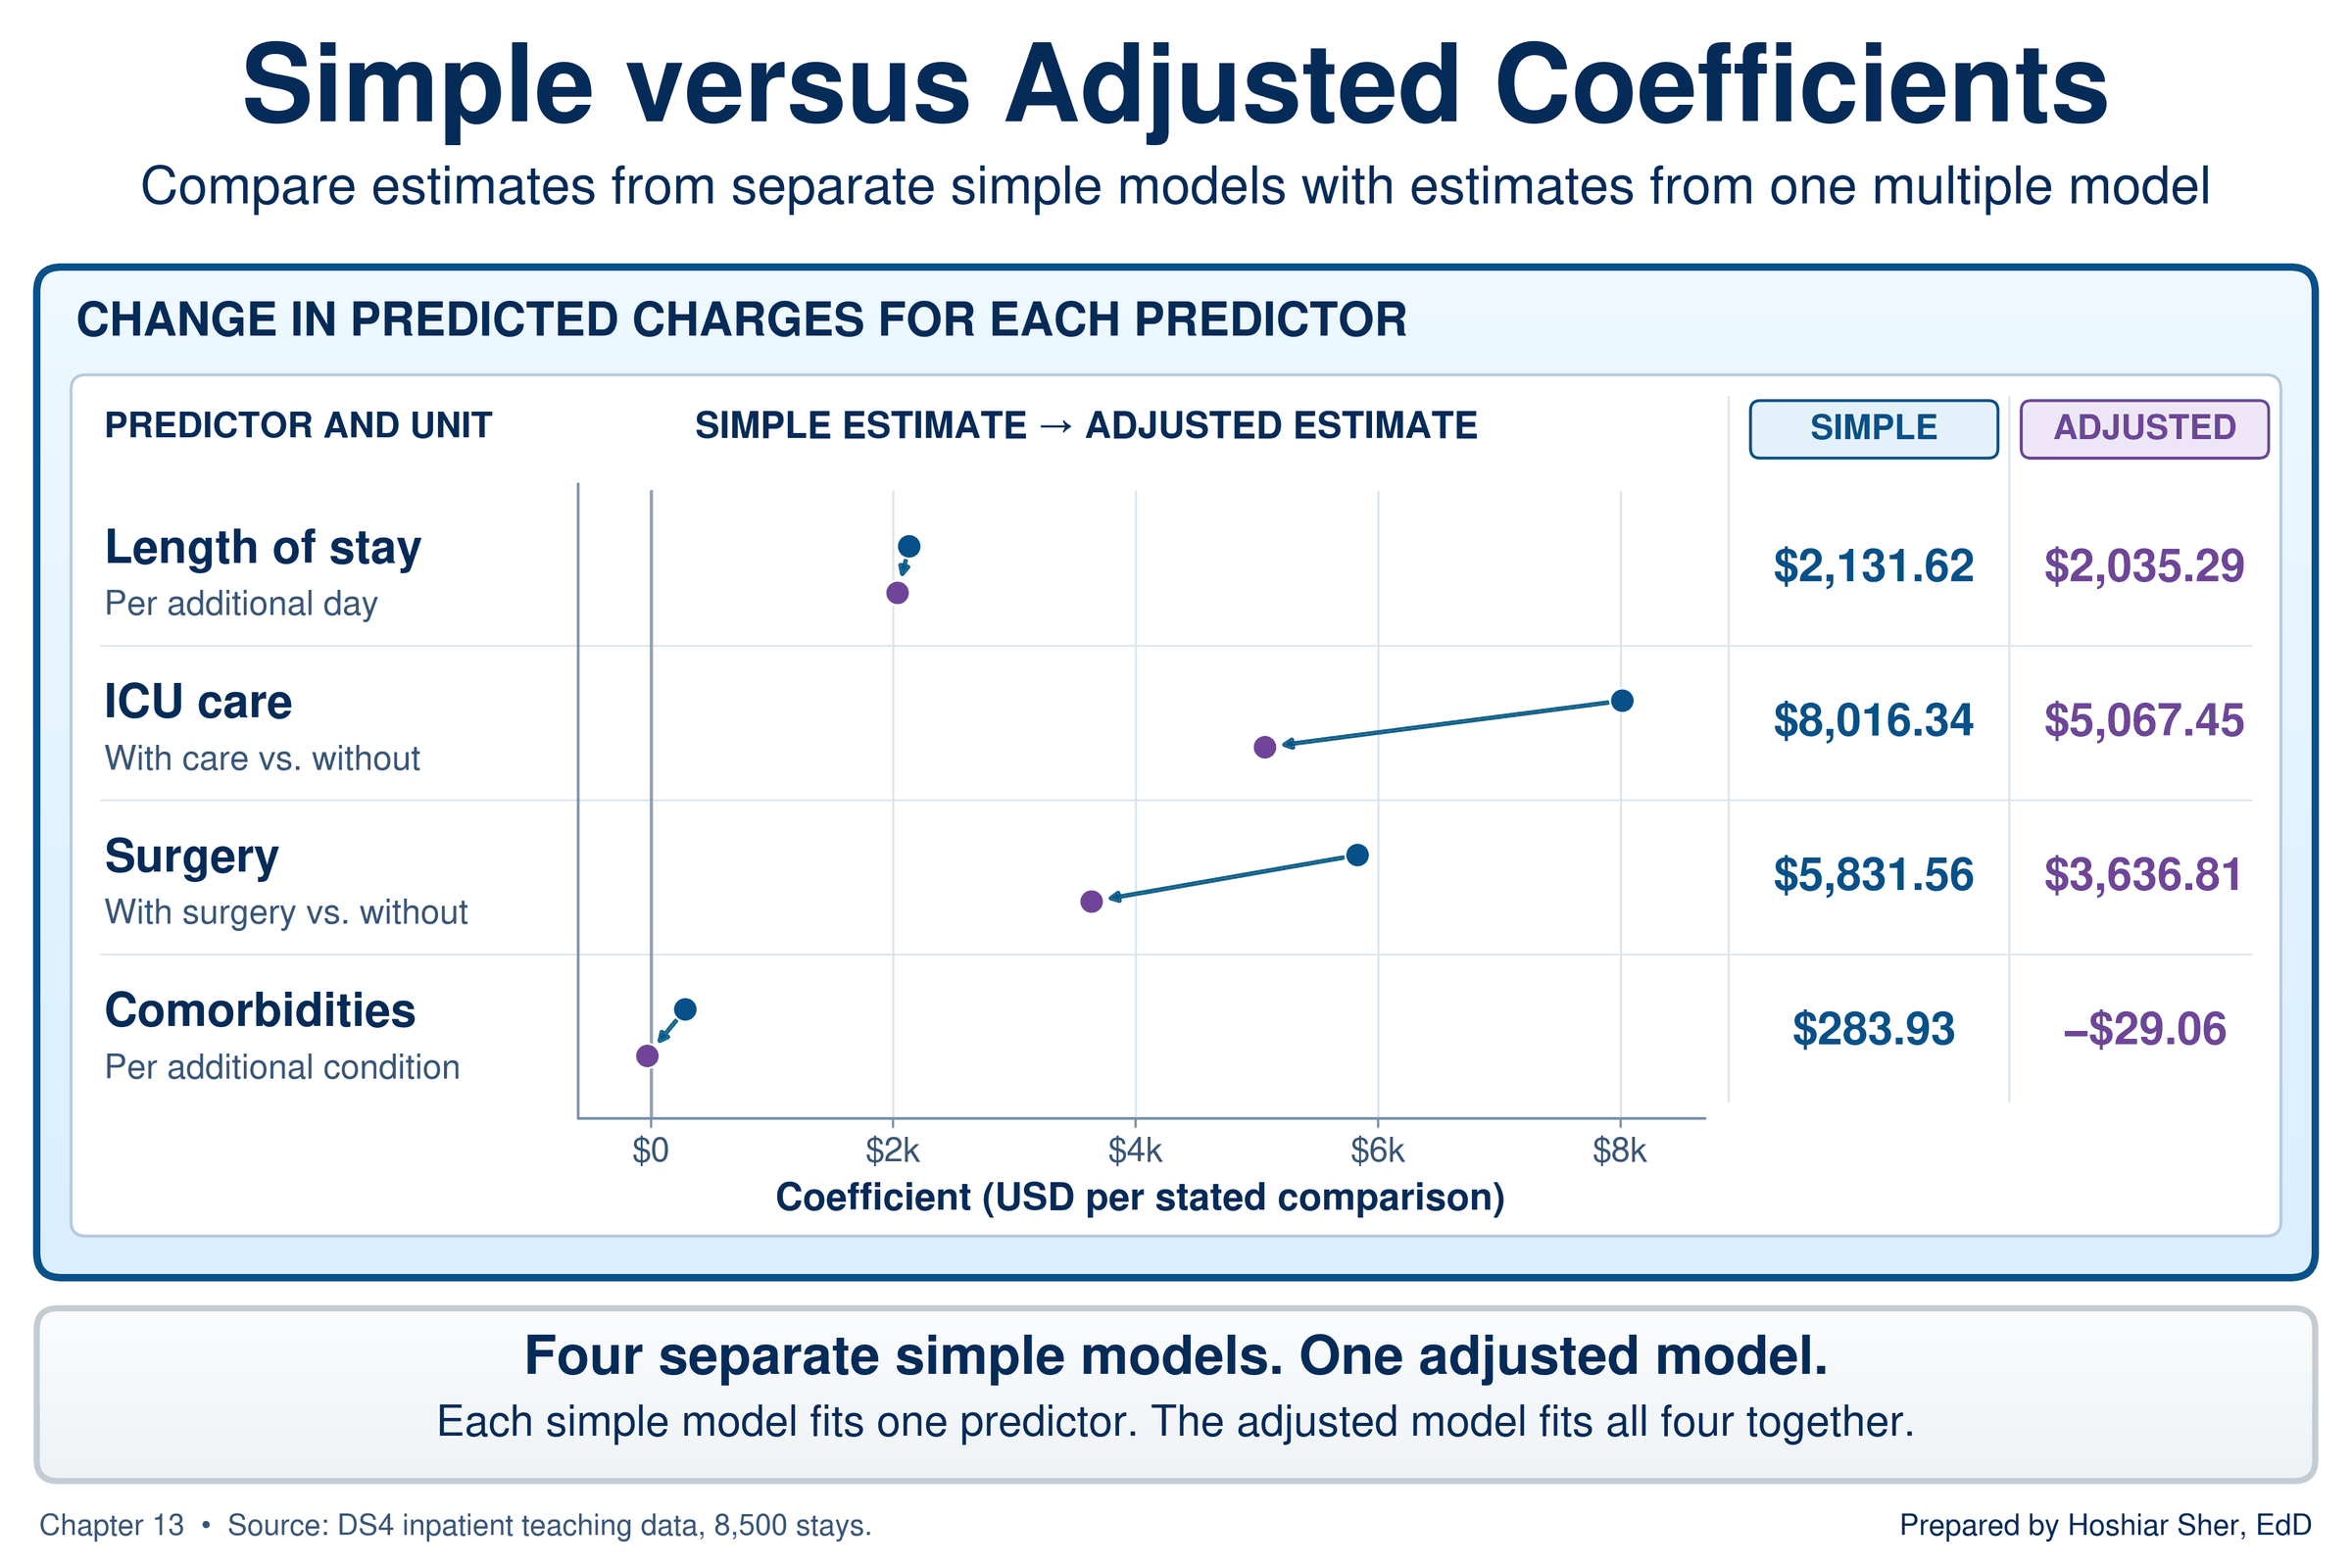 Simple versus Adjusted Coefficients
Compare estimates from separate simple models with estimates from one multiple model
CHANGE IN PREDICTED CHARGES FOR EACH PREDICTOR
PREDICTOR AND UNIT
SIMPLE ESTIMATE → ADJUSTED ESTIMATE
SIMPLE
ADJUSTED
Length of stay
Per additional day
$2,131.62
$2,035.29
ICU care
With care vs. without
$8,016.34
$5,067.45
Surgery
With surgery vs. without
$5,831.56
$3,636.81
Comorbidities
Per additional condition
$283.93
–$29.06
$0
$2k
$4k
$6k
$8k
Coefficient (USD per stated comparison)
Four separate simple models. One adjusted model.
Each simple model fits one predictor. The adjusted model fits all four together.
Chapter 13 • Source: DS4 inpatient teaching data, 8,500 stays.
Prepared by Hoshiar Sher, EdD